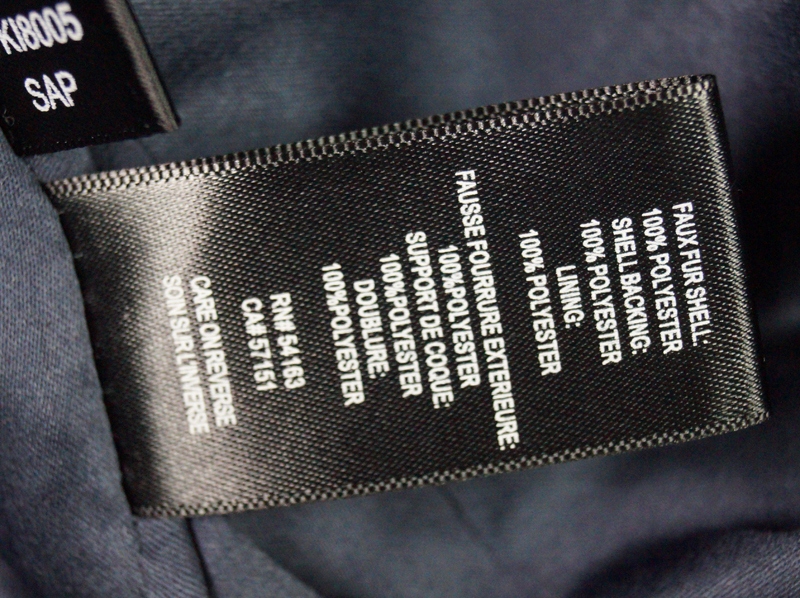 KI8005
SAP
FAUX FUR SHELL:
100% POLYESTER
SHELL BACKING:
100% POLYESTER
LINING:
100% POLYESTER
FAUSSE FOURRURE EXTERIEURE:
100%POLYESTER
SUPPORT DE COQUE:
100%POLYESTER
DOUBLURE:
100%POLYESTER
RN# 54163
CA# 57151
CARE ON REVERSE
SOIN SUR L'INVERSE